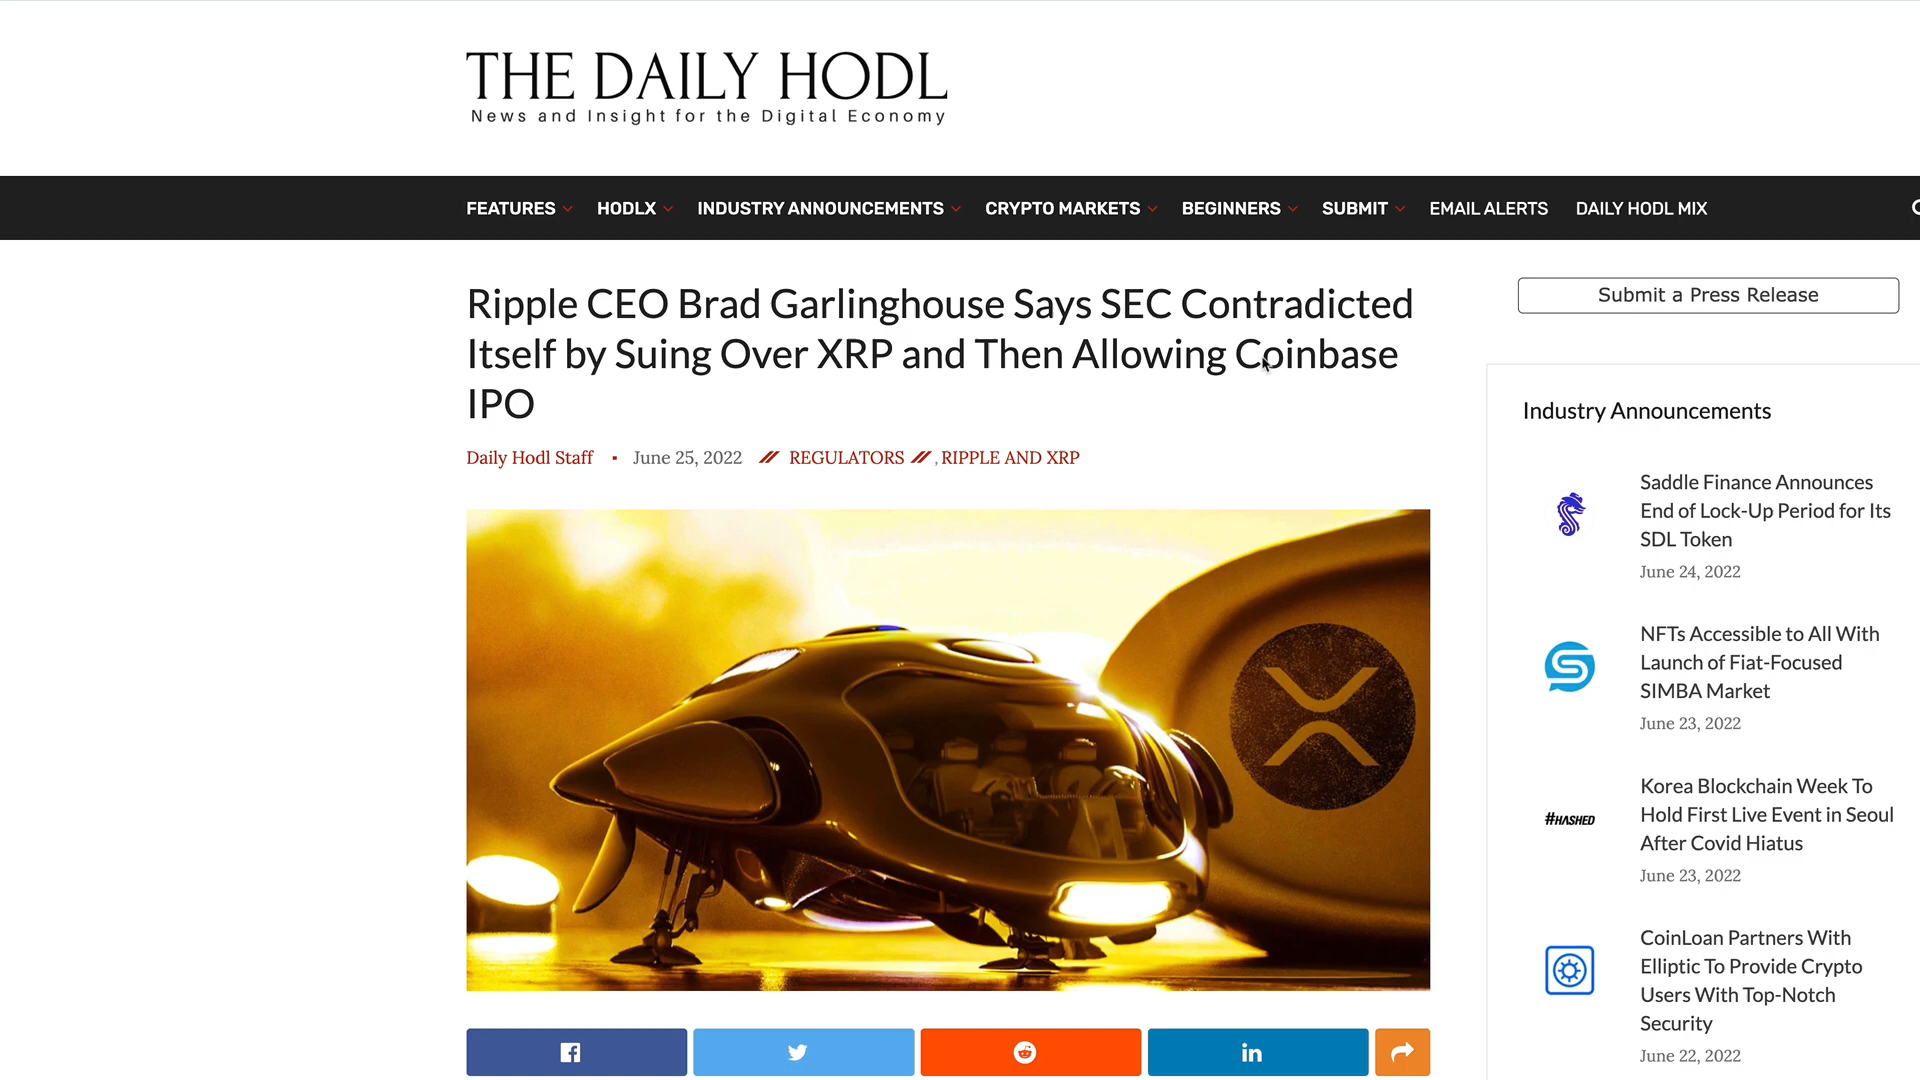 THE DAILY HODL
News and Insight for the Digital Economy
FEATURES HODLX INDUSTRY ANNOUNCEMENTS CRYPTO MARKETS BEGINNERS SUBMIT EMAIL ALERTS DAILY HODL MIX
Ripple CEO Brad Garlinghouse Says SEC Contradicted
Itself by Suing Over XRP and Then Allowing Coinbase
IPO
Daily Hodl Staff ▪ June 25, 2022 // REGULATORS // , RIPPLE AND XRP
in
Submit a Press Release
Industry Announcements
Saddle Finance Announces
End of Lock-Up Period for Its
SDL Token
June 24, 2022
NFTs Accessible to All With
Launch of Fiat-Focused
SIMBA Market
June 23, 2022
#HASHED
Korea Blockchain Week To
Hold First Live Event in Seoul
After Covid Hiatus
June 23, 2022
CoinLoan Partners With
Elliptic To Provide Crypto
Users With Top-Notch
Security
June 22, 2022